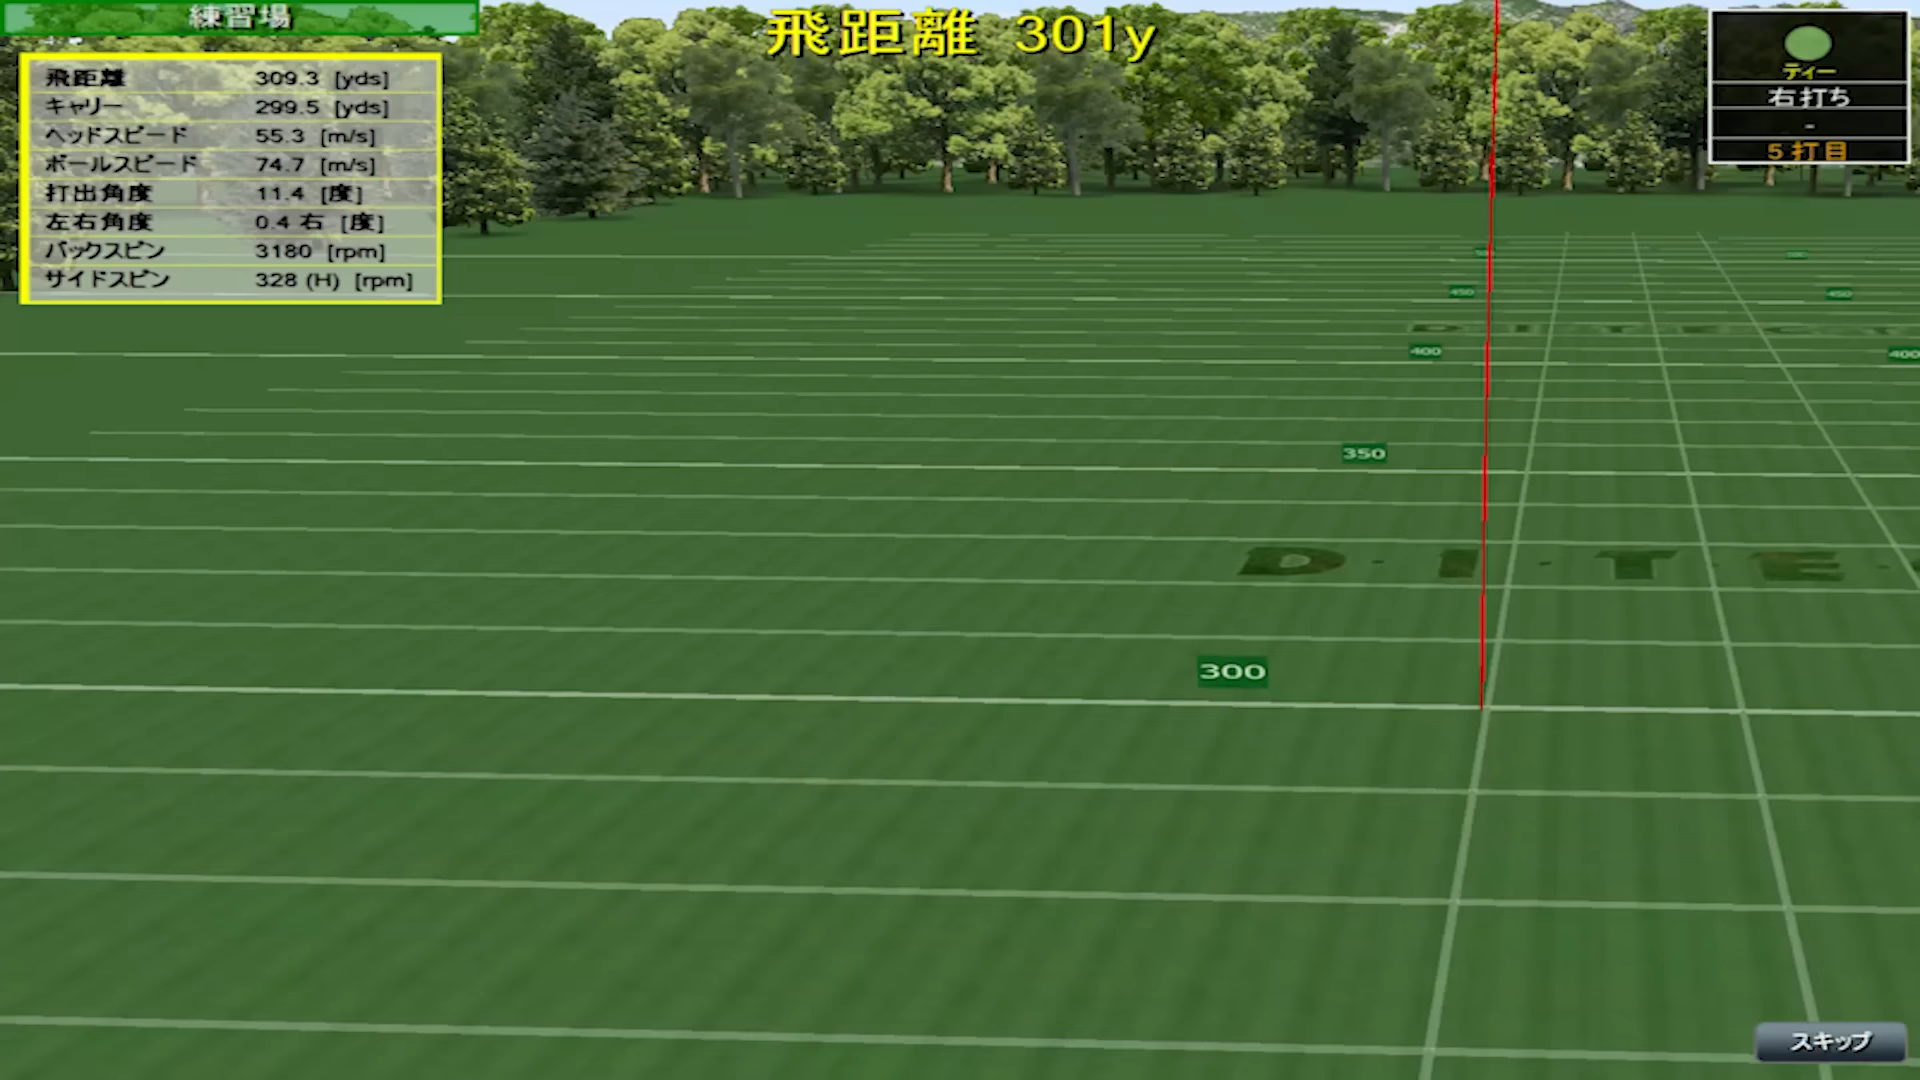 練習場
飛距離 301y
飛距離 309.3 [yds]
キャリー 299.5 [yds]
ヘッドスピード 55.3 [m/s]
ボールスピード 74.7 [m/s]
打出角度 11.4 [度]
左右角度 0.4 右 [度]
バックスピン 3180 [rpm]
サイドスピン 328 (H) [rpm]
ティー
右打ち
-
5打目
450 450
400 400
350
D・I・T・E・
300
スキップ